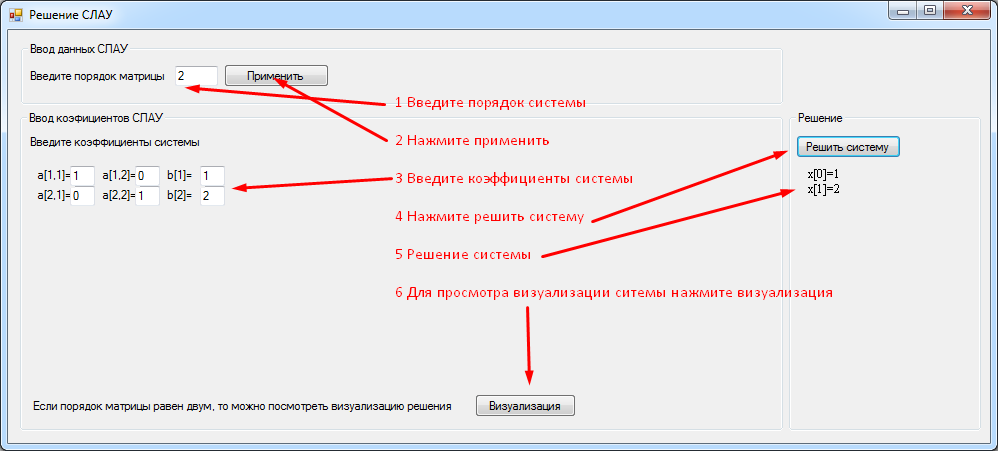 Решение СЛАУ
Ввод данных СЛАУ
Введите порядок матрицы 2 Применить
1 Введите порядок системы
Ввод коэфициентов СЛАУ
Решение
2 Нажмите применить
Введите коэффициенты системы
Решить систему
a[1,1]= 1 a[1,2]= 0 b[1]= 1
3 Введите коэффициенты системы
x[0]=1
a[2,1]= 0 a[2,2]= 1 b[2]= 2
x[1]=2
4 Нажмите решить систему
5 Решение системы
6 Для просмотра визуализации ситемы нажмите визуализация
Если порядок матрицы равен двум, то можно посмотреть визуализацию решения Визуализация